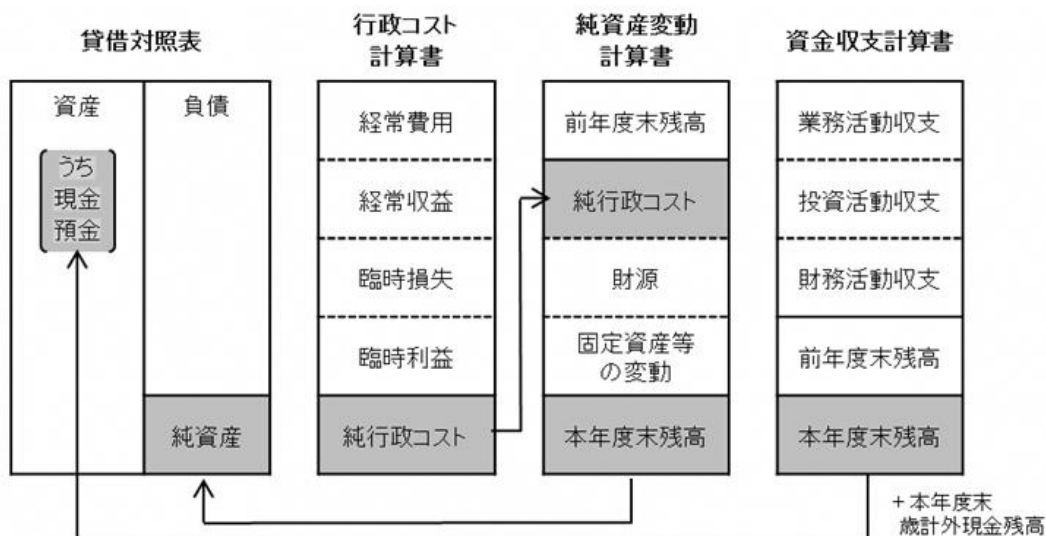 貸借対照表
資産
うち
現金
預金
負債
純資産
行政コスト
計算書
経常費用
経常収益
臨時損失
臨時利益
純行政コスト
純資産変動
計算書
前年度末残高
純行政コスト
財源
固定資産等
の変動
本年度末残高
資金収支計算書
業務活動収支
投資活動収支
財務活動収支
前年度末残高
本年度末残高
+本年度末
歳計外現金残高